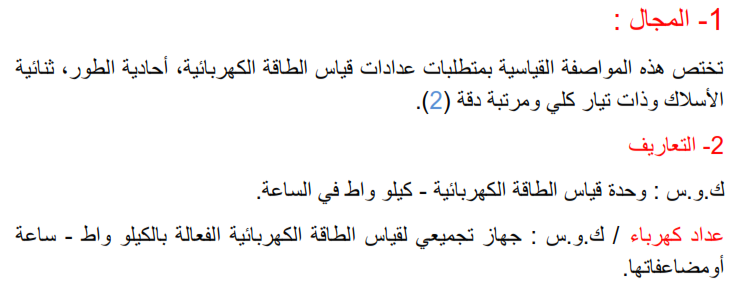 1- المجال :
تختص هذه المواصفة القياسية بمتطلبات عدادات قياس الطاقة الكهربائية، أحادية الطور، ثنائية
الأسلاك وذات تيار كلي ومرتبة دقة (2).
2- التعاريف
ك.و.س : وحدة قياس الطاقة الكهربائية - كيلو واط في الساعة.
عداد كهرباء / ك.و.س : جهاز تجميعي لقياس الطاقة الكهربائية الفعالة بالكيلو واط - ساعة
أومضاعفاتها.